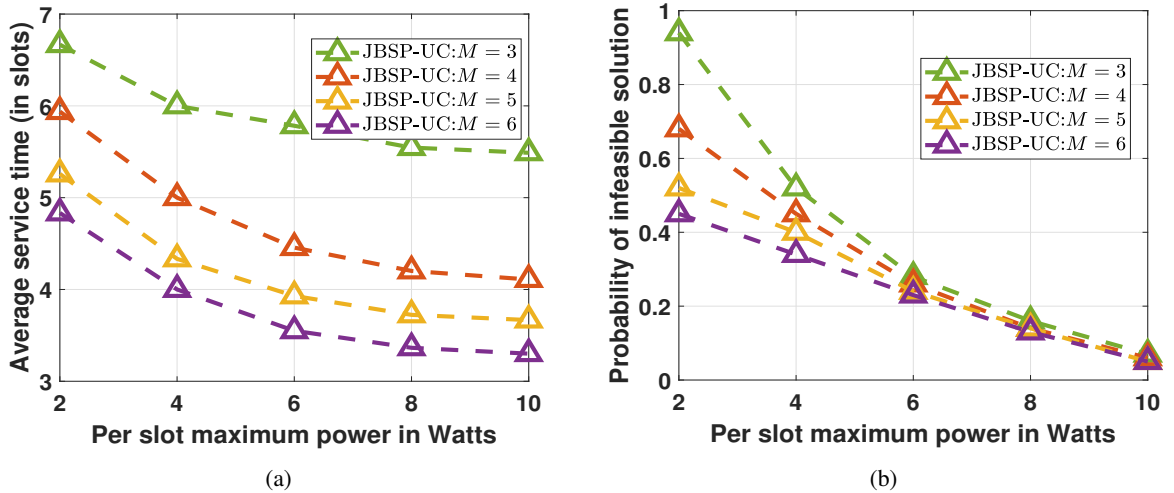 Average service time (in slots)
7
6
5
4
3
JBSP-UC:M = 3
JBSP-UC:M = 4
JBSP-UC:M = 5
JBSP-UC:M = 6
2 4 6 8 10
Per slot maximum power in Watts
(a)
Probability of infeasible solution
1
0.8
0.6
0.4
0.2
0
JBSP-UC:M = 3
JBSP-UC:M = 4
JBSP-UC:M = 5
JBSP-UC:M = 6
2 4 6 8 10
Per slot maximum power in Watts
(b)